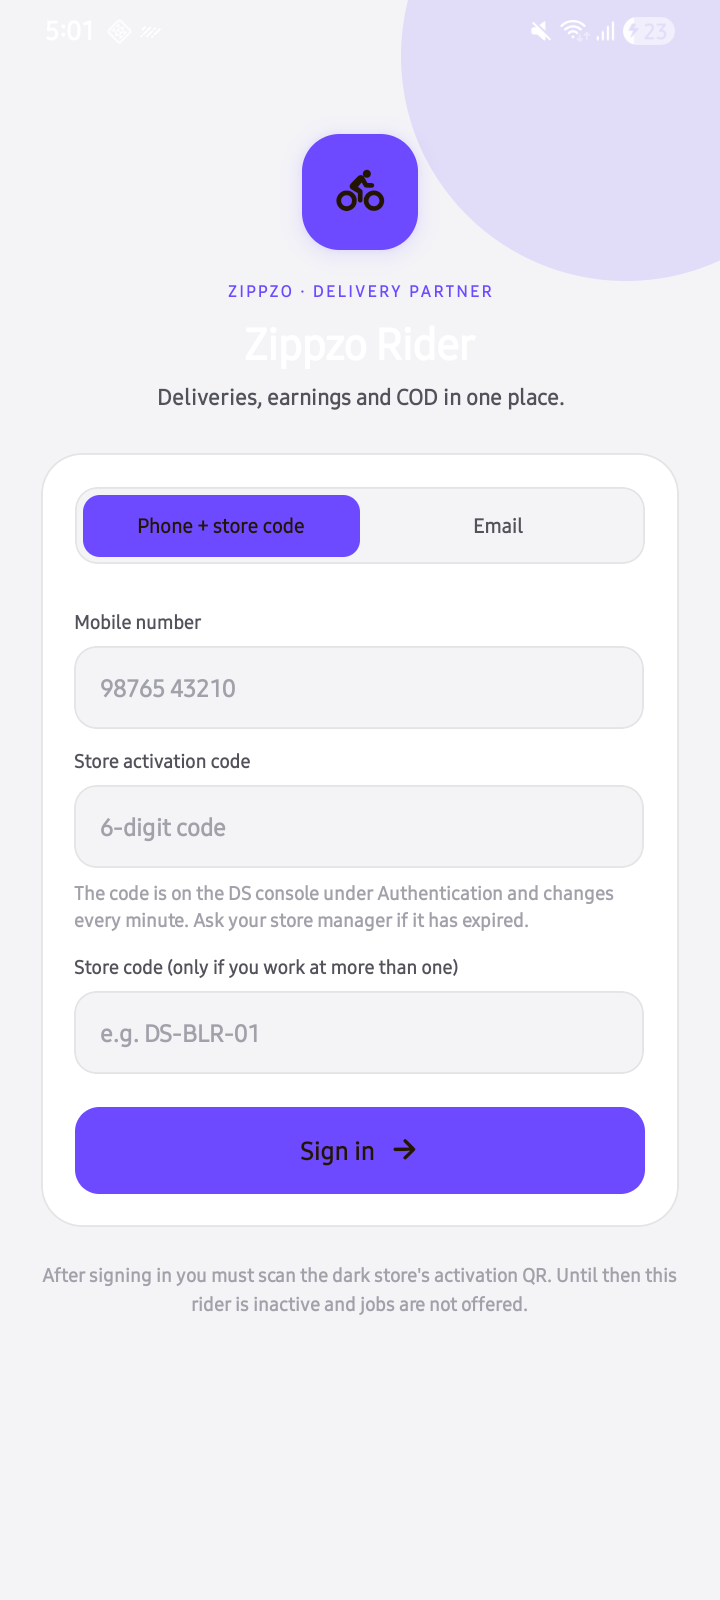 5:01
23
ZIPPZO · DELIVERY PARTNER
Zippzo Rider
Deliveries, earnings and COD in one place.
Phone + store code
Email
Mobile number
98765 43210
Store activation code
6-digit code
The code is on the DS console under Authentication and changes
every minute. Ask your store manager if it has expired.
Store code (only if you work at more than one)
e.g. DS-BLR-01
Sign in
After signing in you must scan the dark store's activation QR. Until then this
rider is inactive and jobs are not offered.